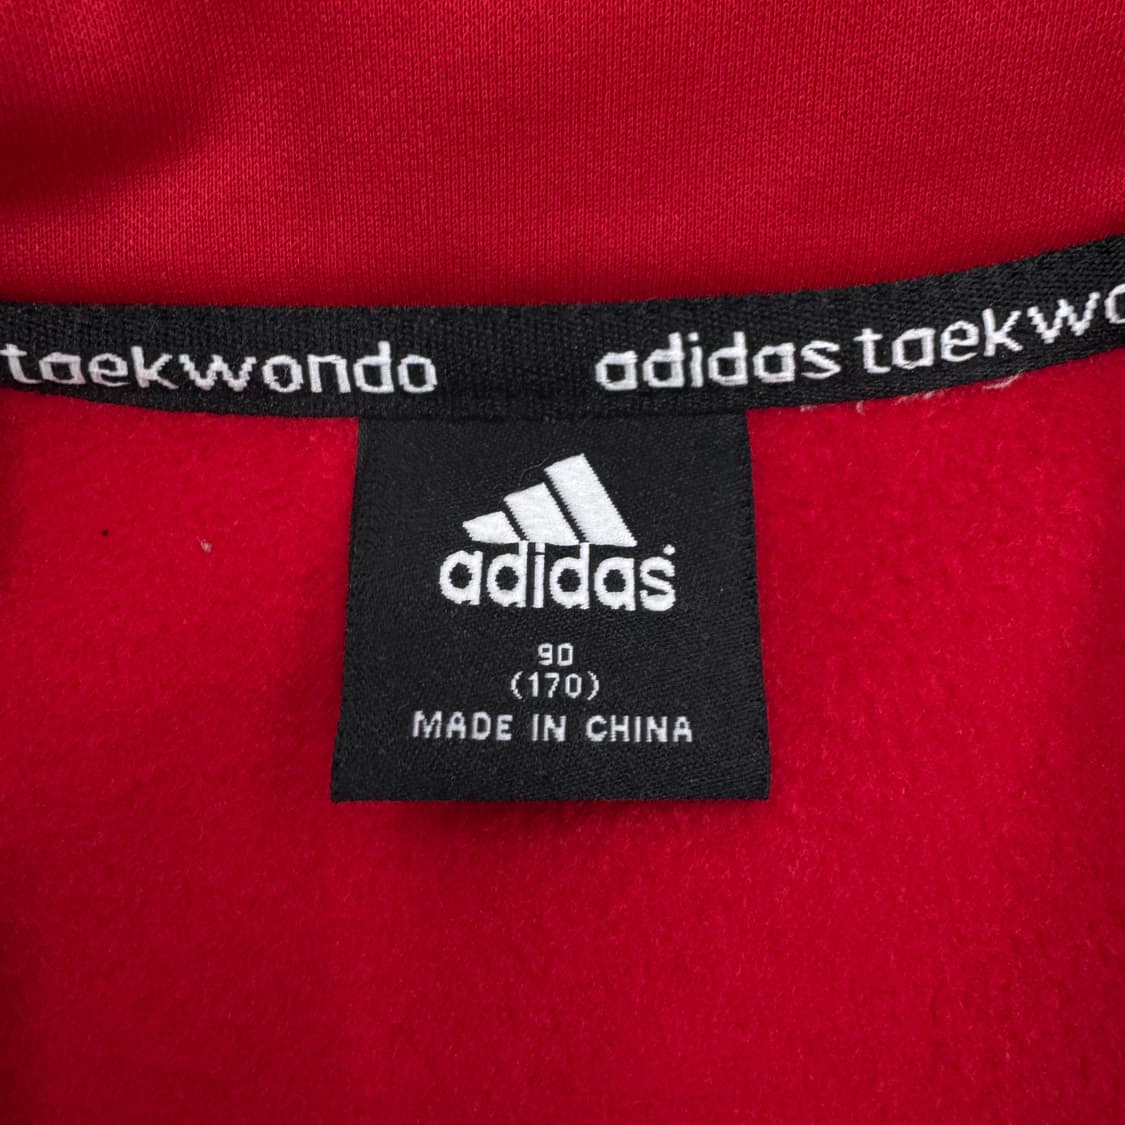 taekwondo adidas taekwo
adidas
90
(170)
MADE IN CHINA